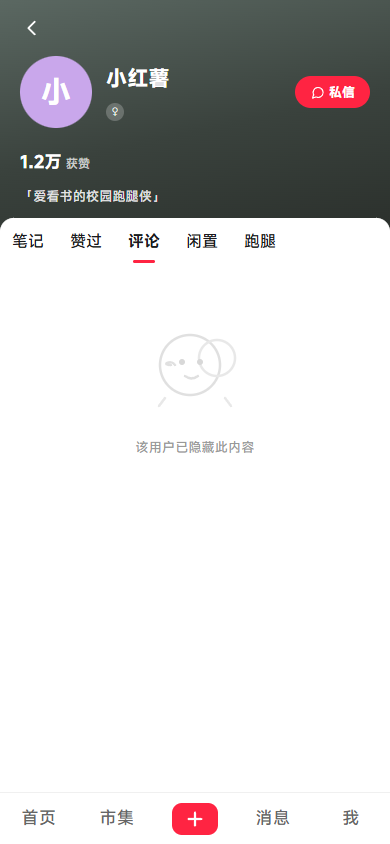 小
小红薯
♀
私信
1.2万 获赞
「爱看书的校园跑腿侠」
笔记 赞过 评论 闲置 跑腿
该用户已隐藏此内容
首页 市集 消息 我